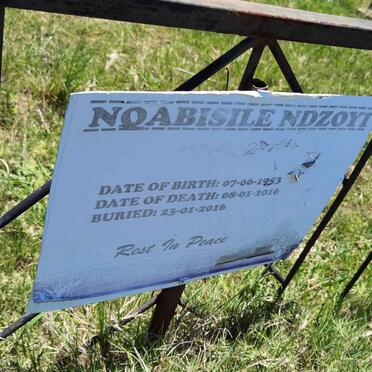 NQABISILE NDZOYI
DATE OF BIRTH: 07-06-1953
DATE OF DEATH: 08-01-2016
BURIED: 23-01-2016
Rest In Peace